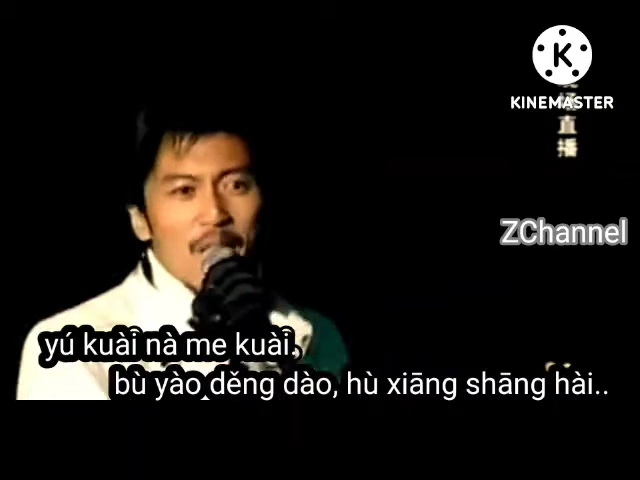 KINEMASTER
直
播
ZChannel
yú kuài nà me kuài.
bù yào děng dào, hù xiāng shāng hài..